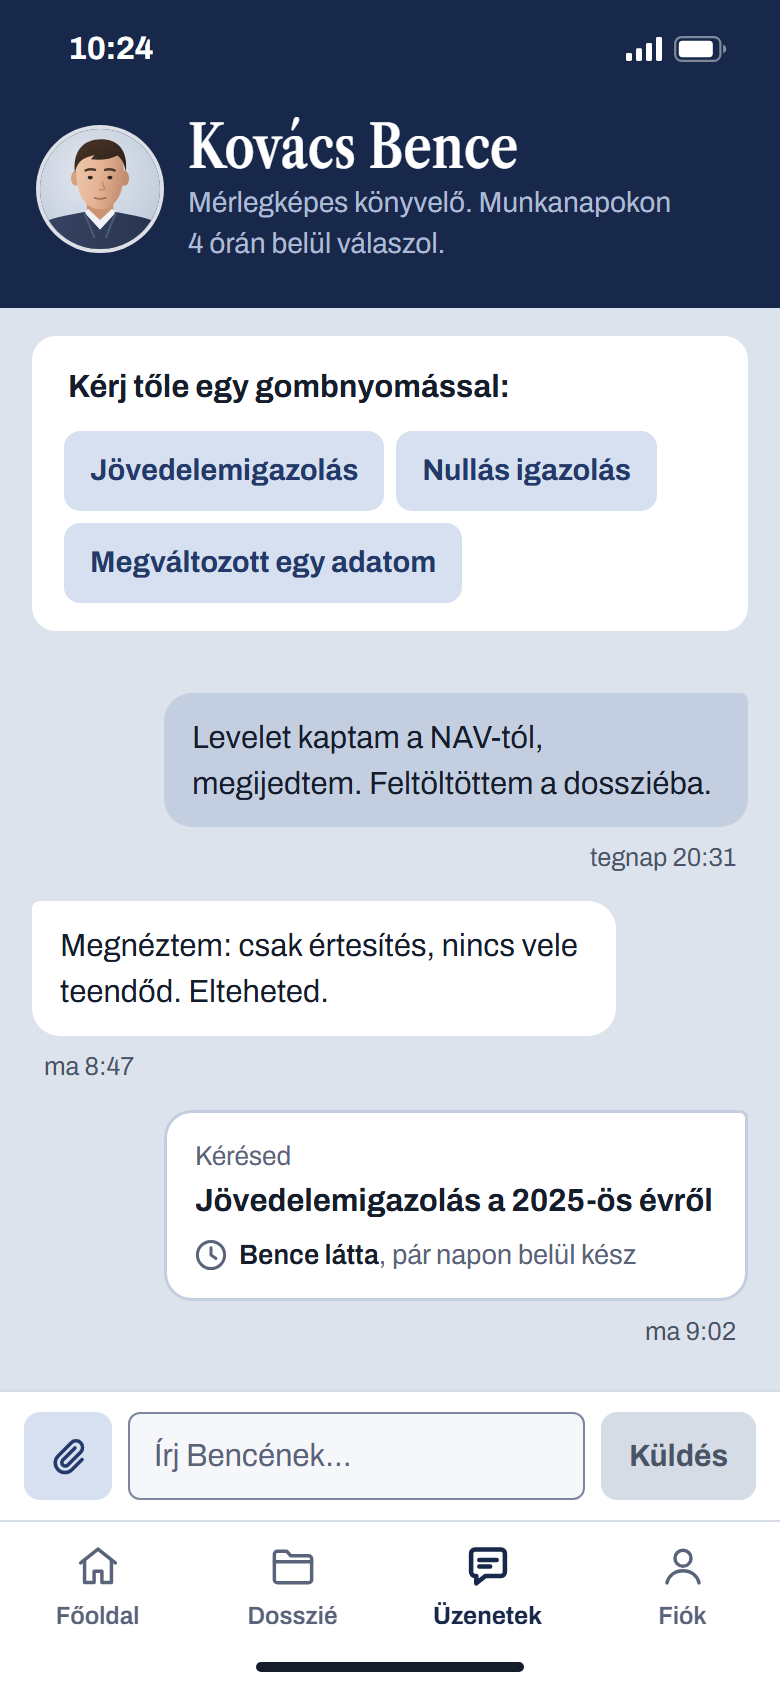 10:24
Kovács Bence
Mérlegképes könyvelő. Munkanapokon
4 órán belül válaszol.
Kérj tőle egy gombnyomással:
Jövedelemigazolás
Nullás igazolás
Megváltozott egy adatom
Levelet kaptam a NAV-tól,
megijedtem. Feltöltöttem a dossziéba.
tegnap 20:31
Megnéztem: csak értesítés, nincs vele
teendőd. Elteheted.
ma 8:47
Kérésed
Jövedelemigazolás a 2025-ös évről
Bence látta, pár napon belül kész
ma 9:02
Írj Bencének...
Küldés
Főoldal
Dosszié
Üzenetek
Fiók